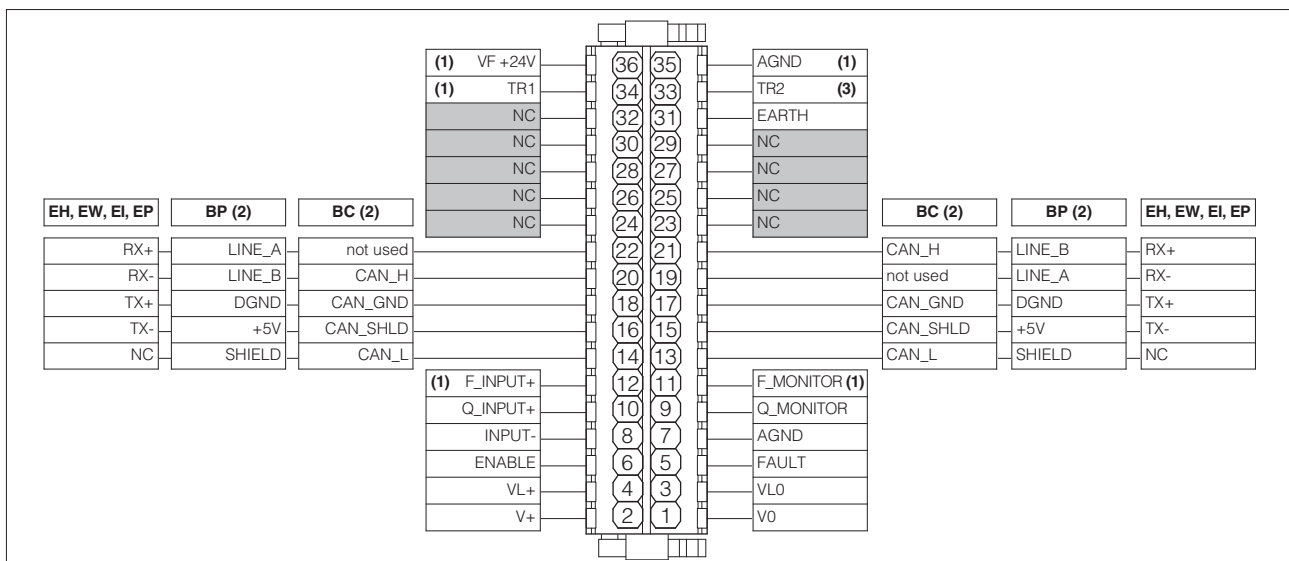 (1) VF +24V 36 35 AGND (1)
(1) TR1 34 33 TR2 (3)
NC 32 31 EARTH
NC 30 29 NC
NC 28 27 NC
NC 26 25 NC
EH, EW, EI, EP BP (2) BC (2) NC 24 23 NC BC (2) BP (2) EH, EW, EI, EP
RX+ LINE_A not used 22 21 CAN_H LINE_B RX+
RX- LINE_B CAN_H 20 19 not used LINE_A RX-
TX+ DGND CAN_GND 18 17 CAN_GND DGND TX+
TX- +5V CAN_SHLD 16 15 CAN_SHLD +5V TX-
NC SHIELD CAN_L 14 13 CAN_L SHIELD NC
(1) F_INPUT+ 12 11 F_MONITOR (1)
Q_INPUT+ 10 9 Q_MONITOR
INPUT- 8 7 AGND
ENABLE 6 5 FAULT
VL+ 4 3 VL0
V+ 2 1 V0